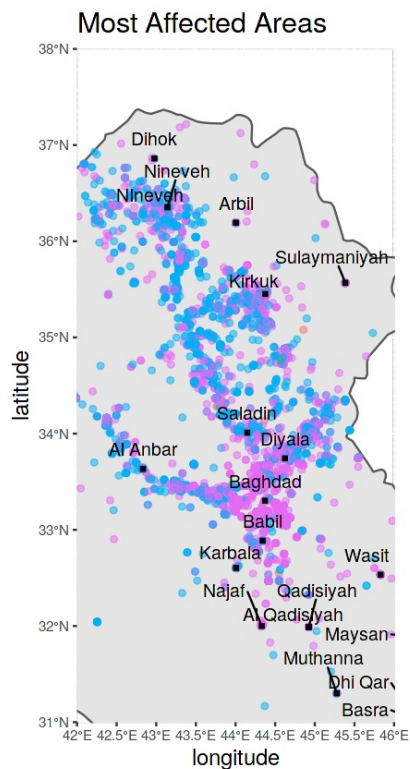 Most Affected Areas
38°N
37°N
Dihok
Nineveh
NIneveh
36°N
Arbil
Sulaymaniyah
Kirkuk
35°N
latitude
Saladin
34°N
Diyala
Al Anbar
Baghdad
33°N
Babil
Karbala
Wasit
Najaf
Qadisiyah
Al Qadisiyah
32°N
Maysan
Muthanna
Dhi Qar
Basra
31°N
42°E 42.5°E 43°E 43.5°E 44°E 44.5°E 45°E 45.5°E 46°E
longitude